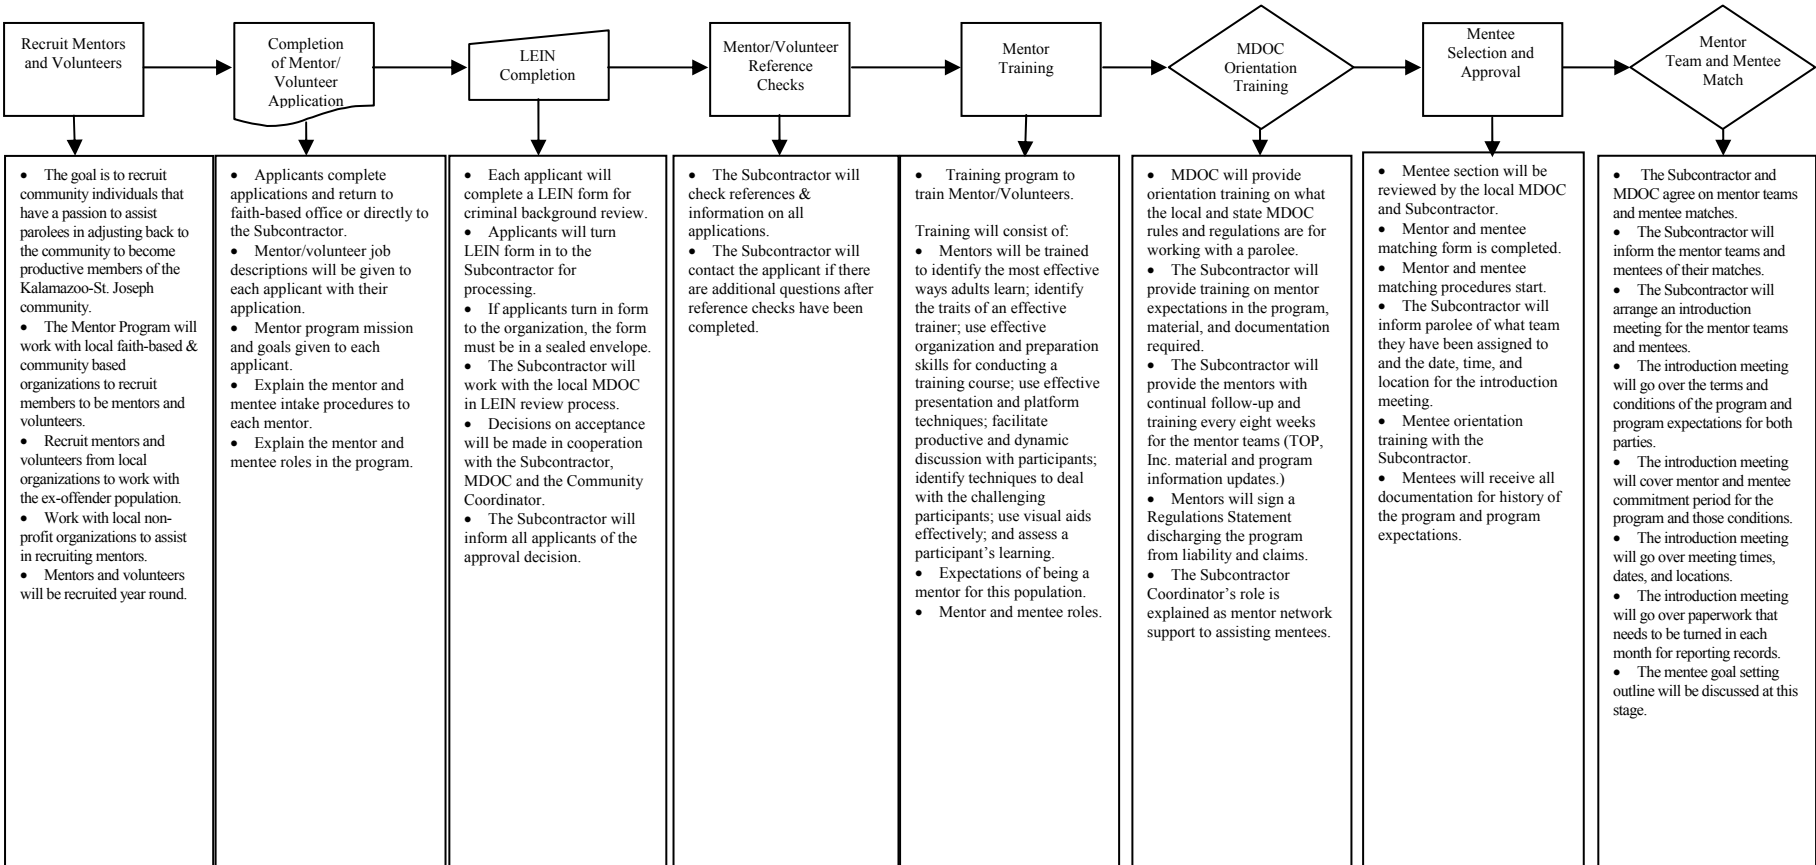 Recruit Mentors
and Volunteers
Completion
of Mentor/
Volunteer
Application
LEIN
Completion
Mentor/Volunteer
Reference
Checks
Mentor
Training
MDOC
Orientation
Training
Mentee
Selection and
Approval
Mentor
Team and Mentee
Match
• The goal is to recruit
community individuals that
have a passion to assist
parolees in adjusting back to
the community to become
productive members of the
Kalamazoo-St. Joseph
community.
• The Mentor Program will
work with local faith-based &
community based
organizations to recruit
members to be mentors and
volunteers.
• Recruit mentors and
volunteers from local
organizations to work with
the ex-offender population.
• Work with local non-
profit organizations to assist
in recruiting mentors.
• Mentors and volunteers
will be recruited year round.
• Applicants complete
applications and return to
faith-based office or directly to
the Subcontractor.
• Mentor/volunteer job
descriptions will be given to
each applicant with their
application.
• Mentor program mission
and goals given to each
applicant.
• Explain the mentor and
mentee intake procedures to
each mentor.
• Explain the mentor and
mentee roles in the program.
• Each applicant will
complete a LEIN form for
criminal background review.
• Applicants will turn
LEIN form in to the
Subcontractor for
processing.
• If applicants turn in form
to the organization, the form
must be in a sealed envelope.
• The Subcontractor will
work with the local MDOC
in LEIN review process.
• Decisions on acceptance
will be made in cooperation
with the Subcontractor,
MDOC and the Community
Coordinator.
• The Subcontractor will
inform all applicants of the
approval decision.
• The Subcontractor will
check references &
information on all
applications.
• The Subcontractor will
contact the applicant if there
are additional questions after
reference checks have been
completed.
• Training program to
train Mentor/Volunteers.
Training will consist of:
• Mentors will be trained
to identify the most effective
ways adults learn; identify
the traits of an effective
trainer; use effective
organization and preparation
skills for conducting a
training course; use effective
presentation and platform
techniques; facilitate
productive and dynamic
discussion with participants;
identify techniques to deal
with the challenging
participants; use visual aids
effectively; and assess a
participant's learning.
• Expectations of being a
mentor for this population.
• Mentor and mentee roles.
• MDOC will provide
orientation training on what
the local and state MDOC
rules and regulations are for
working with a parolee.
• The Subcontractor will
provide training on mentor
expectations in the program,
material, and documentation
required.
• The Subcontractor will
provide the mentors with
continual follow-up and
training every eight weeks
for the mentor teams (TOP,
Inc. material and program
information updates.)
• Mentors will sign a
Regulations Statement
discharging the program
from liability and claims.
• The Subcontractor
Coordinator's role is
explained as mentor network
support to assisting mentees.
• Mentee section will be
reviewed by the local MDOC
and Subcontractor.
• Mentor and mentee
matching form is completed.
• Mentor and mentee
matching procedures start.
• The Subcontractor will
inform parolee of what team
they have been assigned to
and the date, time, and
location for the introduction
meeting.
• Mentee orientation
training with the
Subcontractor.
• Mentees will receive all
documentation for history of
the program and program
expectations.
• The Subcontractor and
MDOC agree on mentor teams
and mentee matches.
• The Subcontractor will
inform the mentor teams and
mentees of their matches.
• The Subcontractor will
arrange an introduction
meeting for the mentor teams
and mentees.
• The introduction meeting
will go over the terms and
conditions of the program and
program expectations for both
parties.
• The introduction meeting
will cover mentor and mentee
commitment period for the
program and those conditions.
• The introduction meeting
will go over meeting times,
dates, and locations.
• The introduction meeting
will go over paperwork that
needs to be turned in each
month for reporting records.
• The mentee goal setting
outline will be discussed at this
stage.